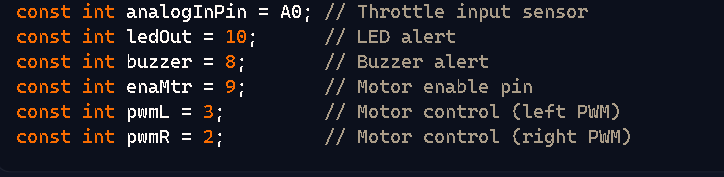 const int analogInPin = A0; // Throttle input sensor
const int ledOut = 10;      // LED alert
const int buzzer = 8;       // Buzzer alert
const int enaMtr = 9;       // Motor enable pin
const int pwmL = 3;         // Motor control (left PWM)
const int pwmR = 2;         // Motor control (right PWM)